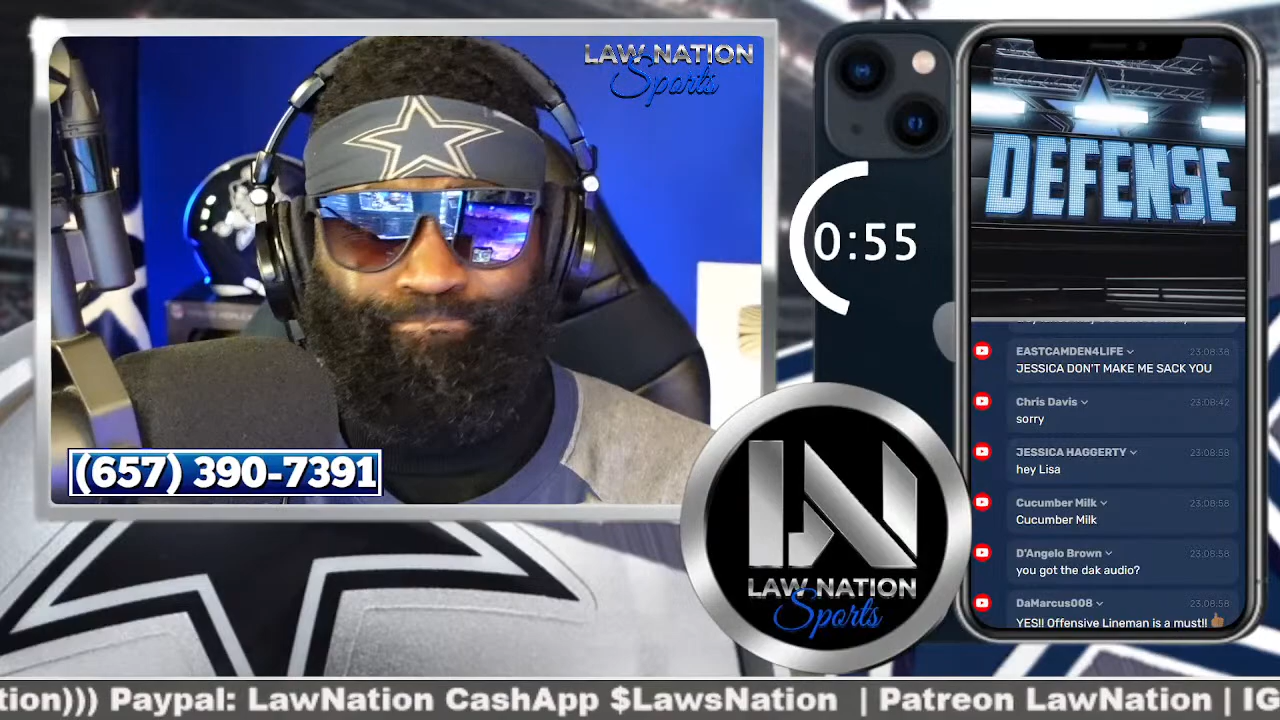 LAW NATION
Sports
(657) 390-7391
0:55
DEFENSE
EASTCAMDEN4LIFE 23:08:38
JESSICA DON'T MAKE ME SACK YOU
Chris Davis 23:08:42
sorry
JESSICA HAGGERTY 23:08:58
hey Lisa
Cucumber Milk 23:08:58
Cucumber Milk
D'Angelo Brown 23:08:58
you got the dak audio?
DaMarcus008 23:08:58
YES!! Offensive Lineman is a must!!
LN
LAW NATION
Sports
tion))) Paypal: LawNation CashApp $LawsNation | Patreon LawNation | IG